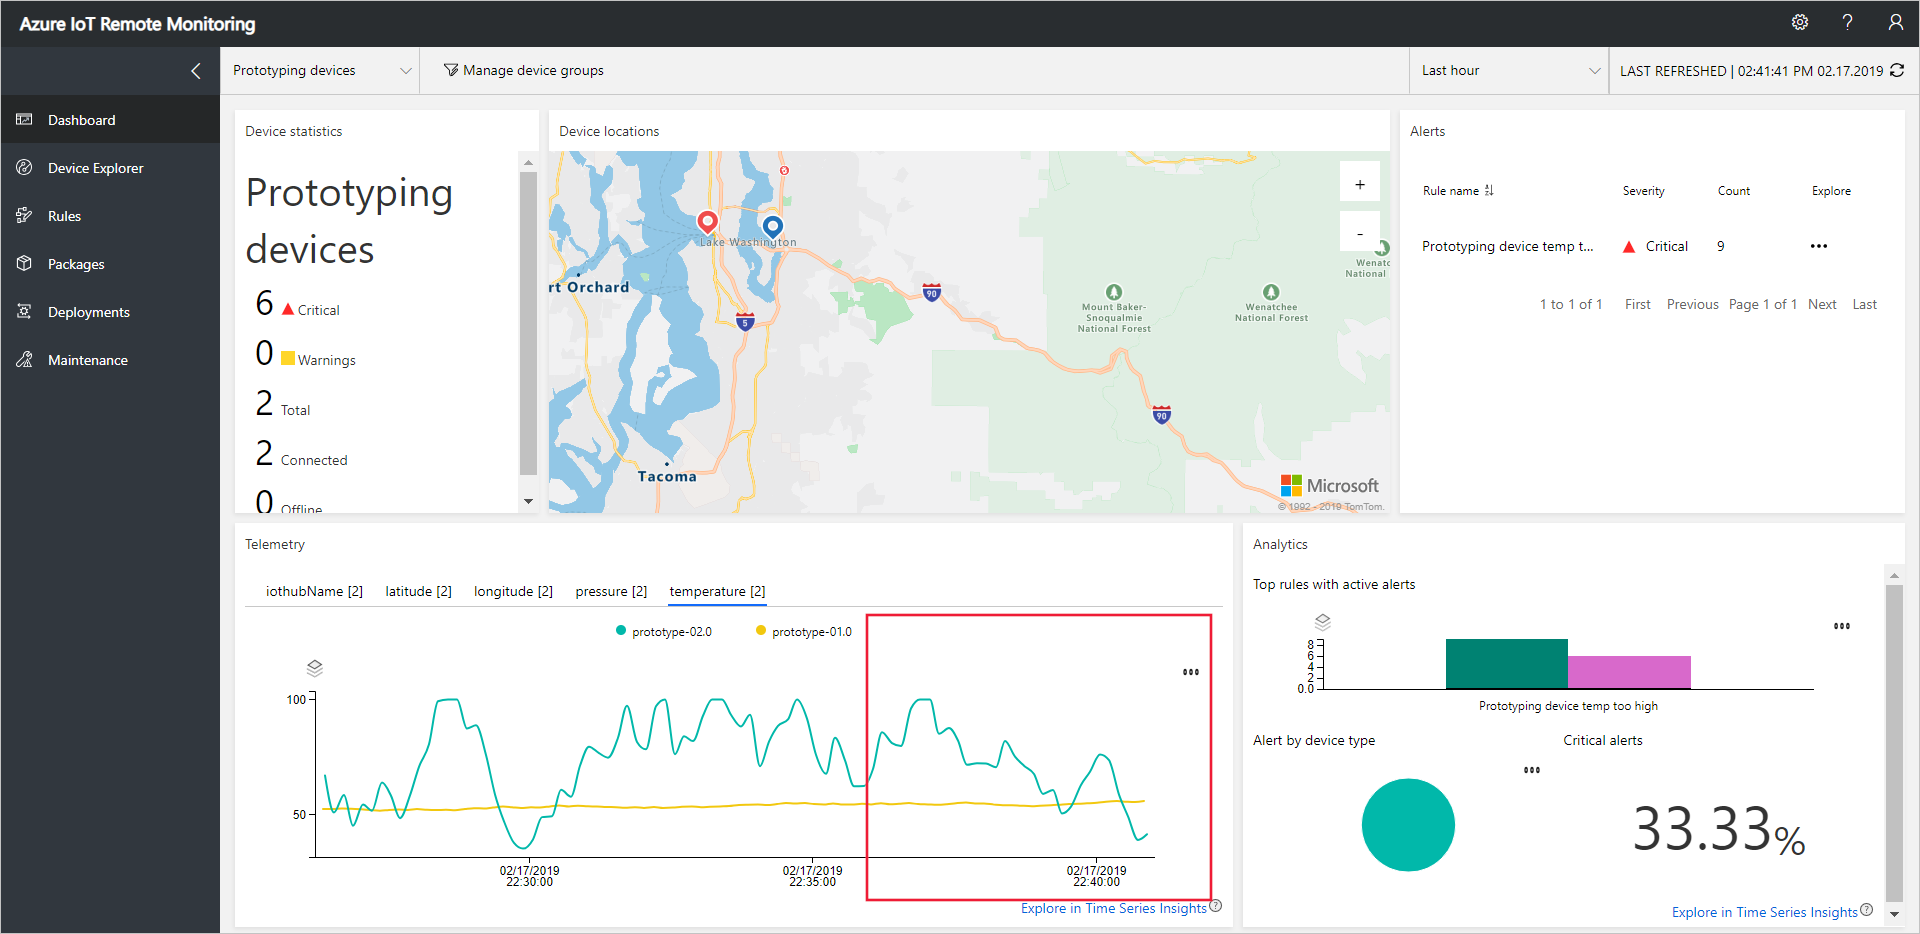 Azure IoT Remote Monitoring
?
Prototyping devices
Manage device groups
Last hour
LAST REFRESHED | 02:41:41 PM 02.17.2019
Dashboard
Device Explorer
Rules
Packages
Deployments
Maintenance
Device statistics
Prototyping
devices
6 Critical
0 Warnings
2 Total
2 Connected
0 Offline
Device locations
+
-
Lake Washington
rt Orchard
Tacoma
5
90
90
Mount Baker-
Snoqualmie
National Forest
Wenatchee
National Forest
Wenatc
National
Microsoft
© 1992 - 2019 TomTom.
Alerts
Rule name Severity Count Explore
Prototyping device temp t... Critical 9 •••
1 to 1 of 1 First Previous Page 1 of 1 Next Last
Telemetry
iothubName [2] latitude [2] longitude [2] pressure [2] temperature [2]
prototype-02.0 prototype-01.0
100
50
02/17/2019
22:30:00
02/17/2019
22:35:00
02/17/2019
22:40:00
Explore in Time Series Insights ?
Analytics
Top rules with active alerts
8
6
4
2
0.0
Prototyping device temp too high
Alert by device type
Critical alerts
33.33%
Explore in Time Series Insights ?